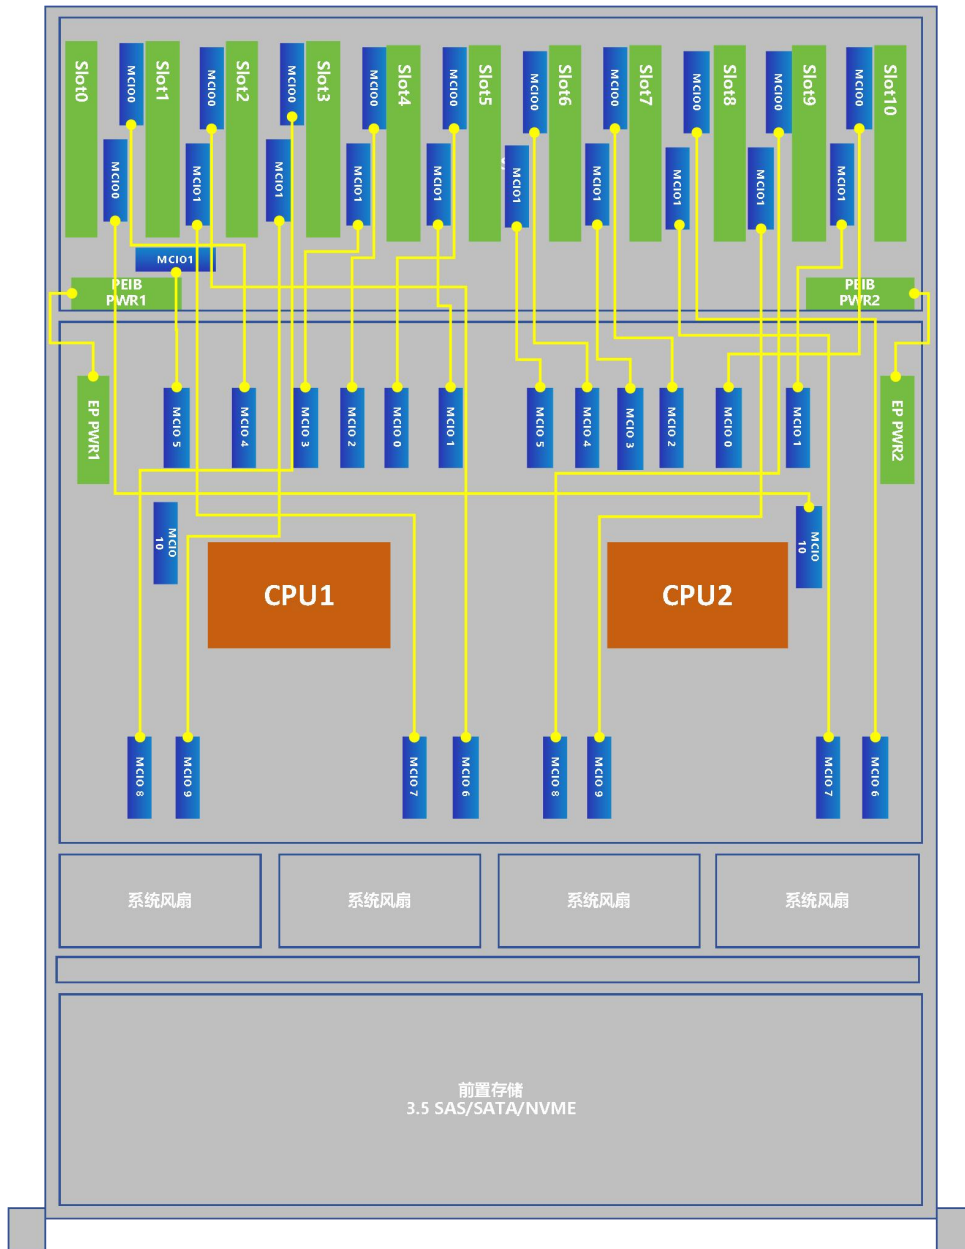 Slot0
MCIO0
Slot1
MCIO0
Slot2
MCIO0
Slot3
MCIO0
Slot4
MCIO0
Slot5
MCIO0
Slot6
MCIO0
Slot7
MCIO0
Slot8
MCIO0
Slot9
MCIO0
Slot10
MCIO0
MCIO1
MCIO1
MCIO1
MCIO1
MCIO1
MCIO1
MCIO1
MCIO1
MCIO1
MCIO1
PEIB
PWR1
PEIB
PWR2
EP PWR1
MCIO 5
MCIO 4
MCIO 3
MCIO 2
MCIO 0
MCIO 1
MCIO 5
MCIO 4
MCIO 3
MCIO 2
MCIO 0
MCIO 1
EP PWR2
MCIO
10
MCIO
10
CPU1
CPU2
MCIO 8
MCIO 9
MCIO 7
MCIO 6
MCIO 8
MCIO 9
MCIO 7
MCIO 6
系统风扇
系统风扇
系统风扇
系统风扇
前置存储
3.5 SAS/SATA/NVME